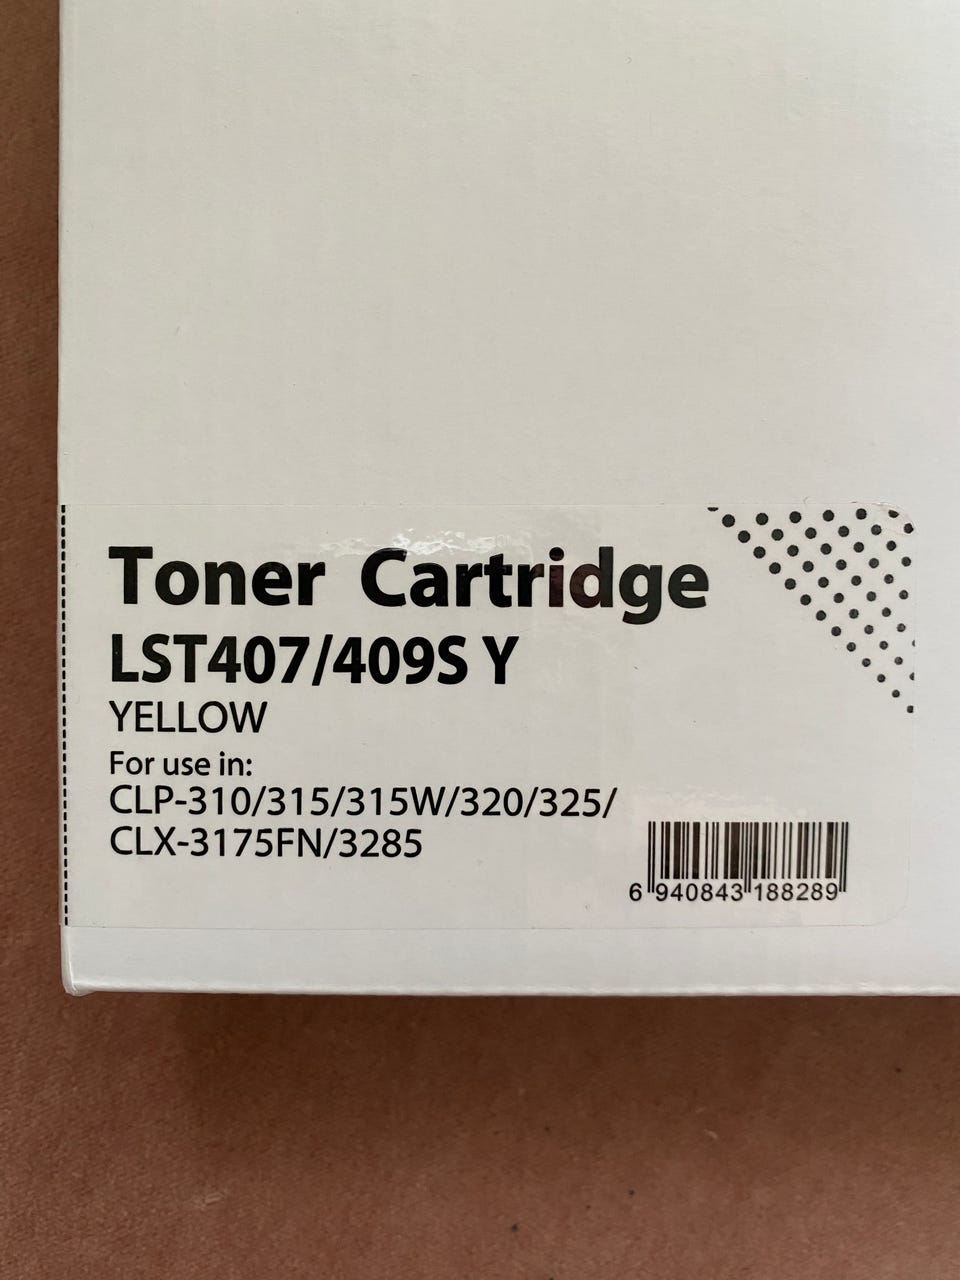 Toner Cartridge
LST407/409S Y
YELLOW
For use in:
CLP-310/315/315W/320/325/
CLX-3175FN/3285
6 940843 188289